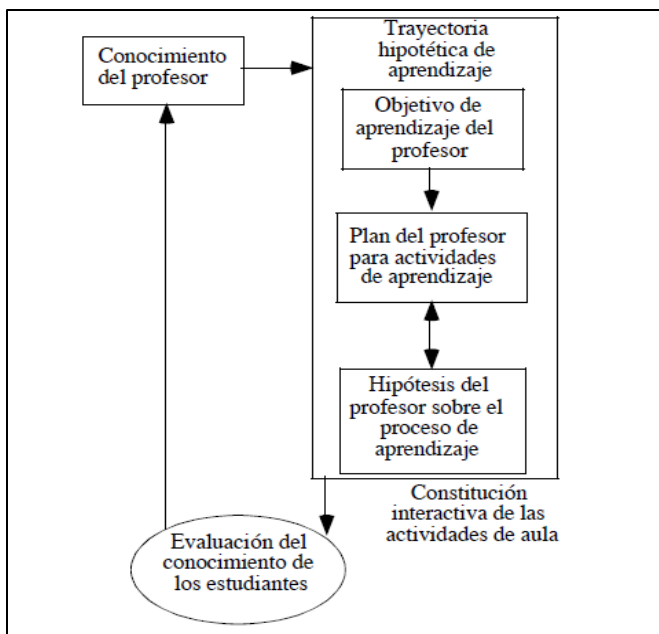 Conocimiento
del profesor
Trayectoria
hipotética de
aprendizaje
Objetivo de
aprendizaje del
profesor
Plan del profesor
para actividades
de aprendizaje
Hipótesis del
profesor sobre el
proceso de
aprendizaje
Constitución
interactiva de las
actividades de aula
Evaluación del
conocimiento de
los estudiantes